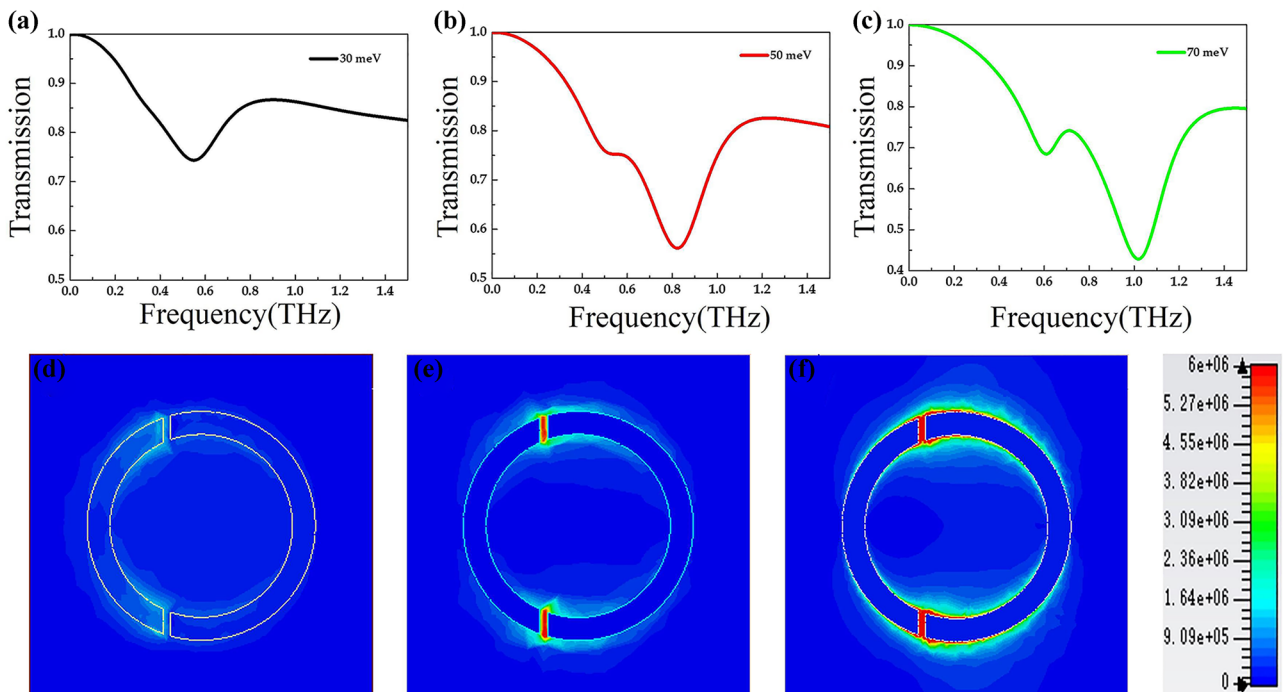 (a)
1.0
0.9
0.8
0.7
0.6
0.5
0.0 0.2 0.4 0.6 0.8 1.0 1.2 1.4
Transmission
Frequency(THz)
30 meV
(b)
1.0
0.9
0.8
0.7
0.6
0.5
0.0 0.2 0.4 0.6 0.8 1.0 1.2 1.4
Transmission
Frequency(THz)
50 meV
(c)
1.0
0.9
0.8
0.7
0.6
0.5
0.4
0.0 0.2 0.4 0.6 0.8 1.0 1.2 1.4
Transmission
Frequency(THz)
70 meV
(d)
(e)
(f)
6e+06
5.27e+06
4.55e+06
3.82e+06
3.09e+06
2.36e+06
1.64e+06
9.09e+05
0